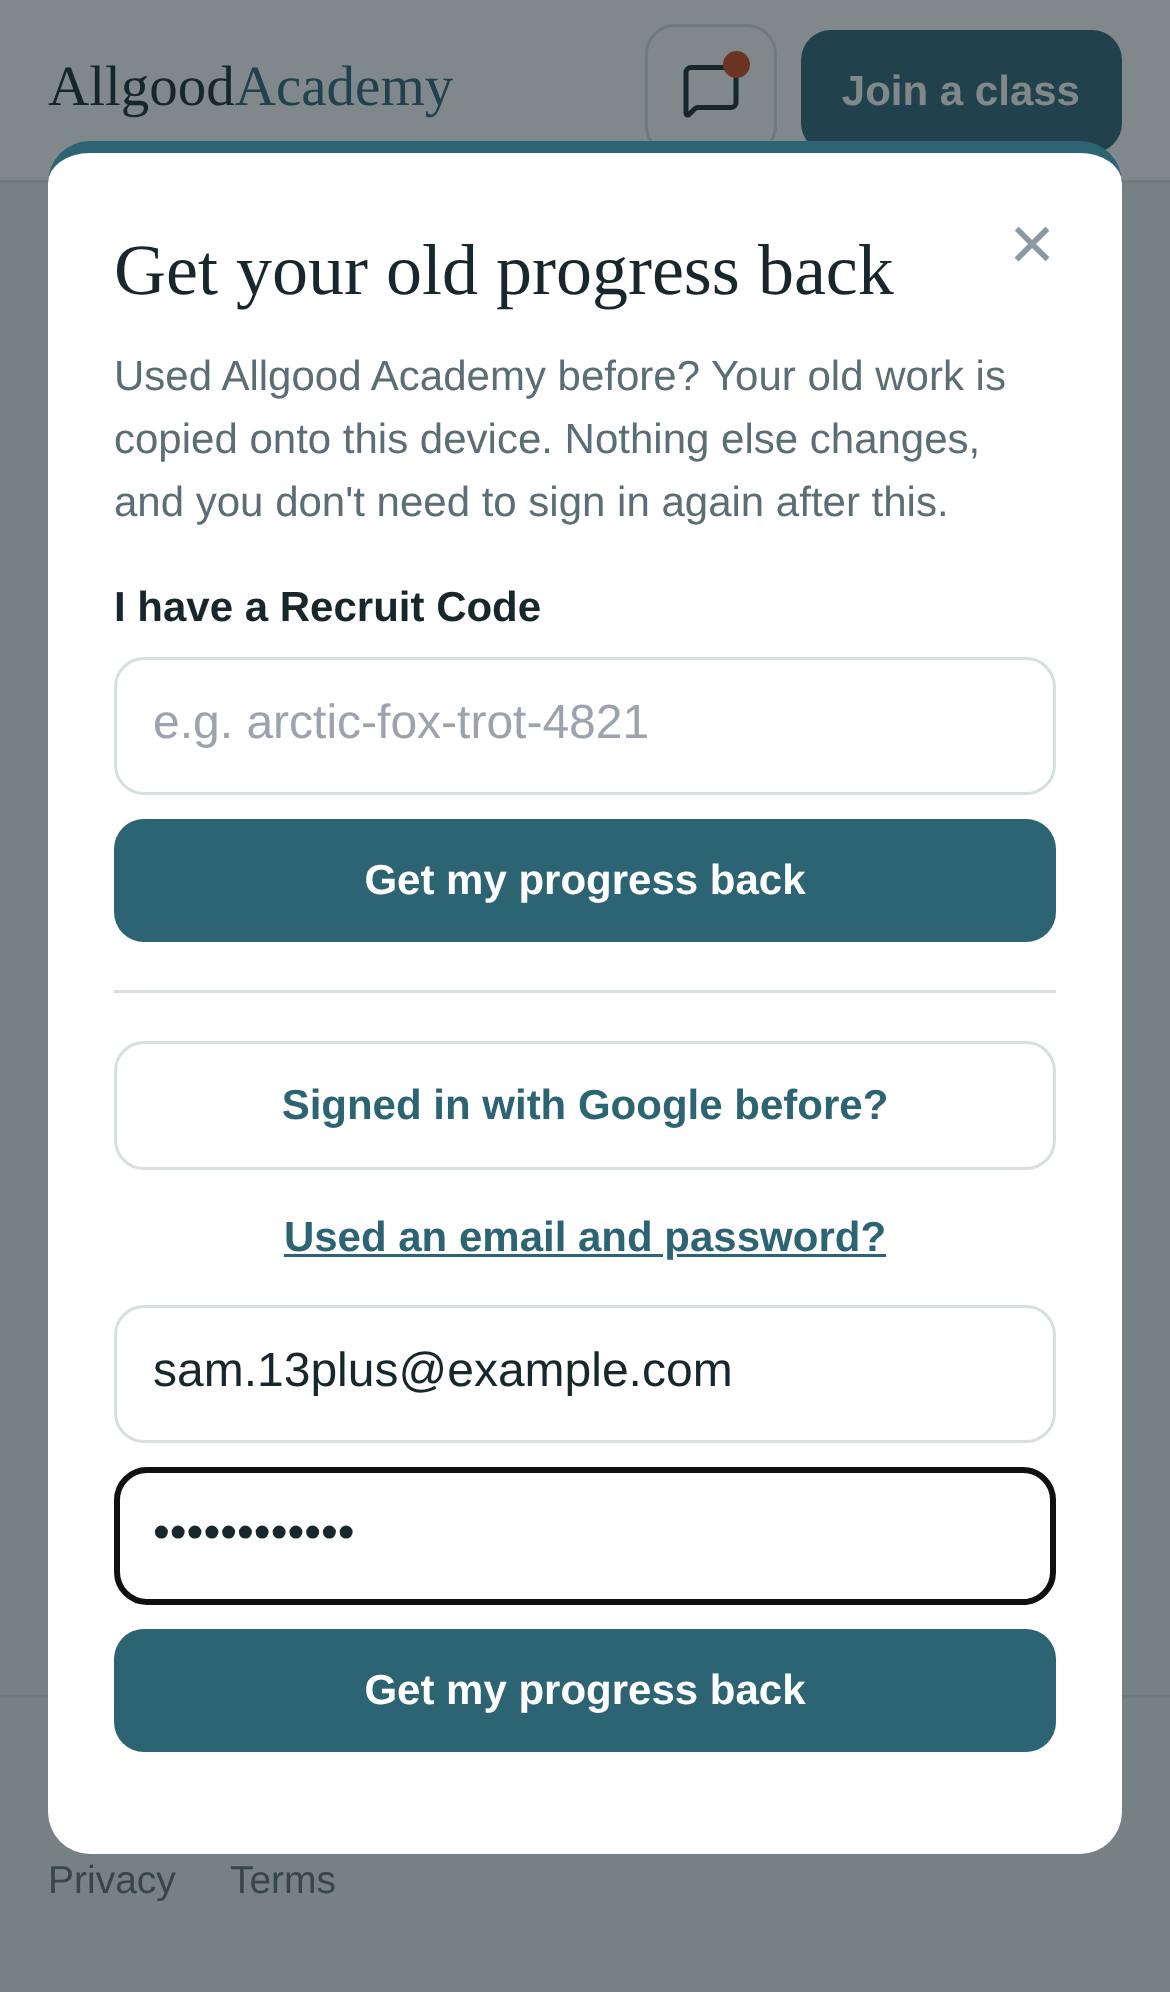 AllgoodAcademy
Join a class
Get your old progress back
Used Allgood Academy before? Your old work is
copied onto this device. Nothing else changes,
and you don't need to sign in again after this.
I have a Recruit Code
e.g. arctic-fox-trot-4821
Get my progress back
Signed in with Google before?
Used an email and password?
sam.13plus@example.com
••••••••••••
Get my progress back
Privacy Terms